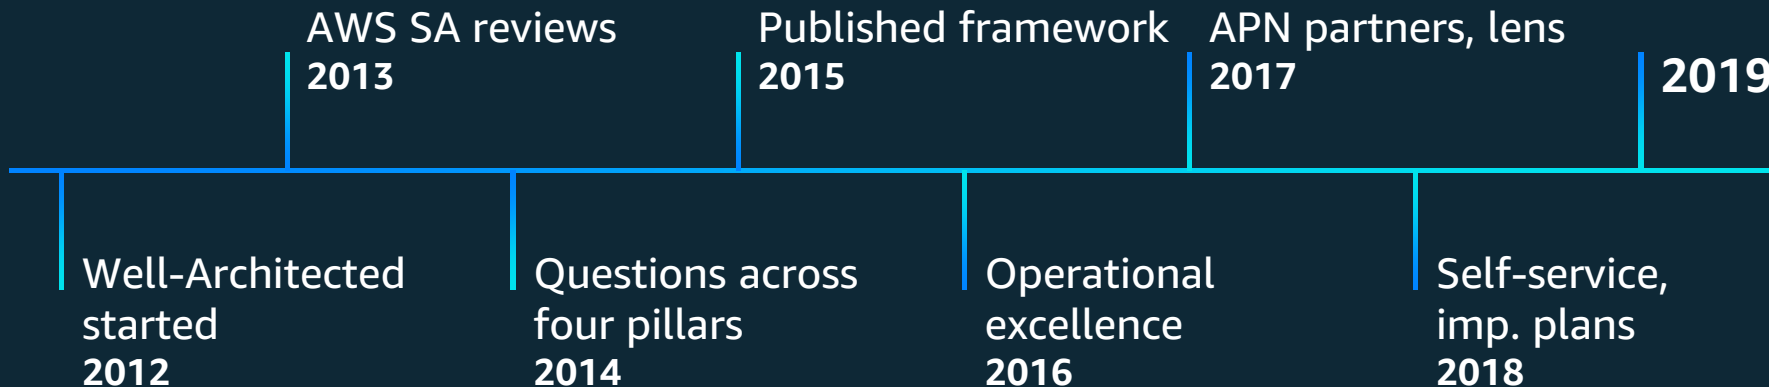 AWS SA reviews
2013
Published framework
2015
APN partners, lens
2017
2019
Well-Architected
started
2012
Questions across
four pillars
2014
Operational
excellence
2016
Self-service,
imp. plans
2018